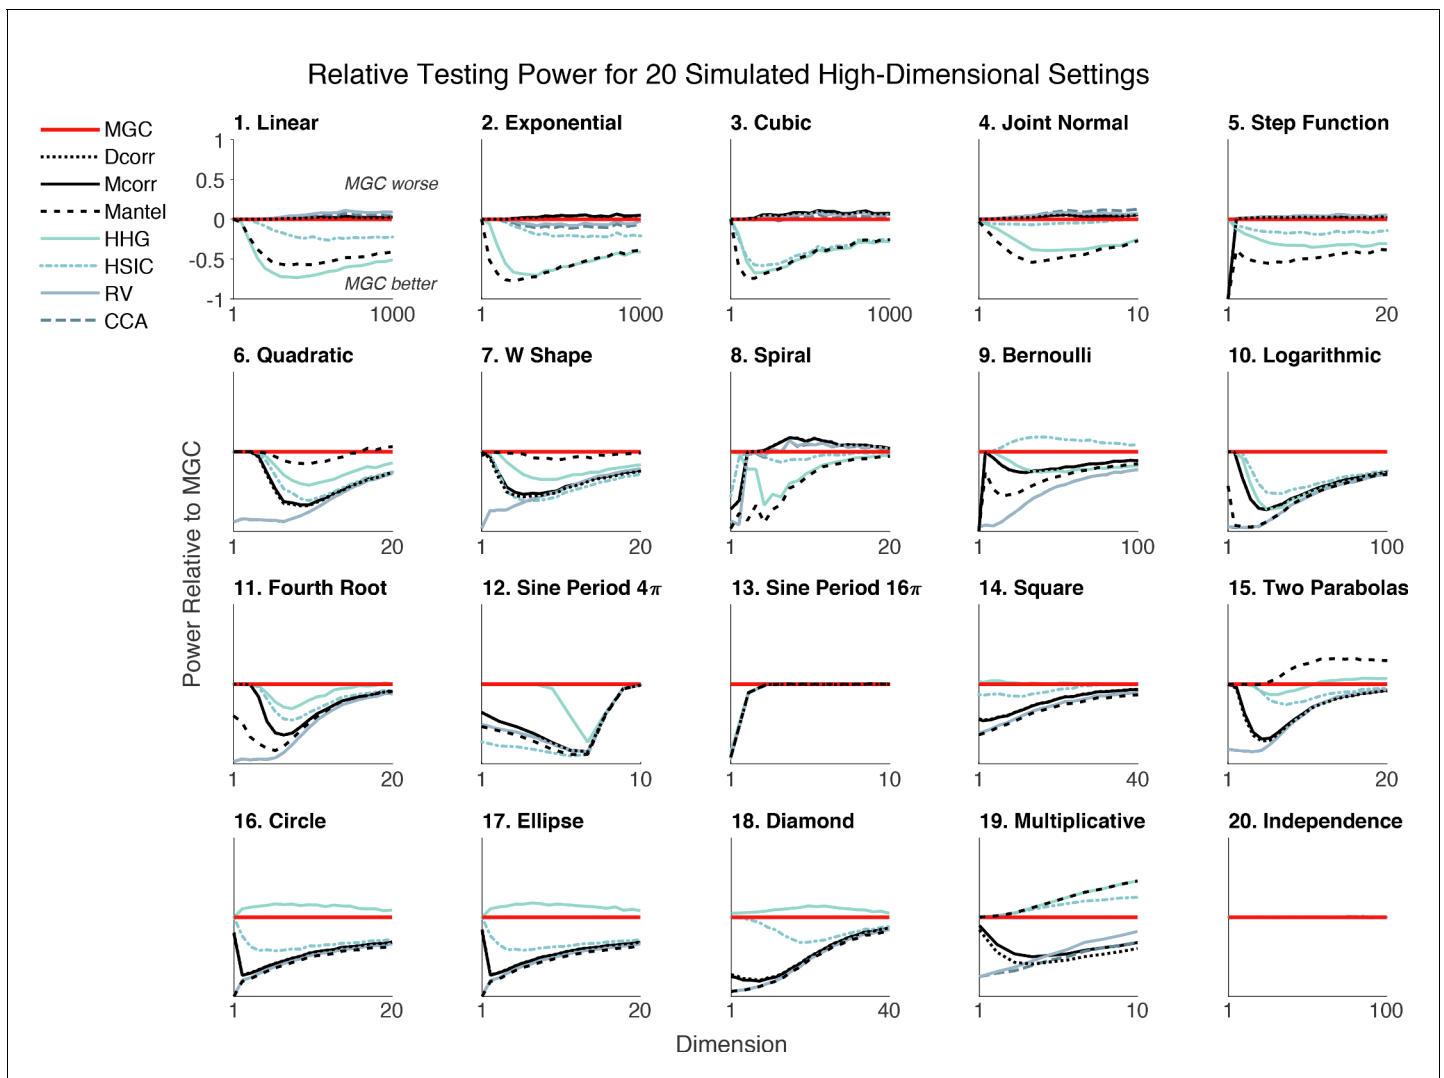 Relative Testing Power for 20 Simulated High-Dimensional Settings
MGC
Dcorr
Mcorr
Mantel
HHG
HSIC
RV
CCA
Power Relative to MGC
1. Linear
1
0.5
0
-0.5
-1
MGC worse
MGC better
1 1000
2. Exponential
1 1000
3. Cubic
1 1000
4. Joint Normal
1 10
5. Step Function
1 20
6. Quadratic
1 20
7. W Shape
1 20
8. Spiral
1 20
9. Bernoulli
1 100
10. Logarithmic
1 100
11. Fourth Root
1 20
12. Sine Period 4π
1 10
13. Sine Period 16π
1 10
14. Square
1 40
15. Two Parabolas
1 20
16. Circle
1 20
17. Ellipse
1 20
18. Diamond
1 40
19. Multiplicative
1 10
20. Independence
1 100
Dimension